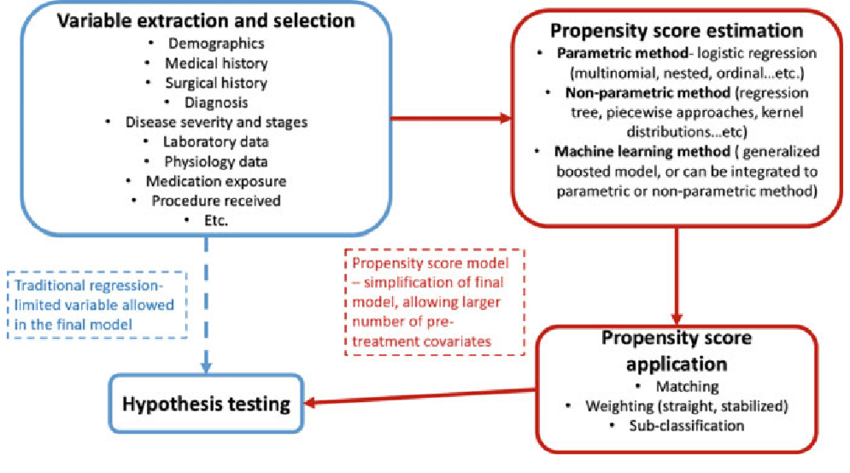 Variable extraction and selection
• Demographics
• Medical history
• Surgical history
• Diagnosis
• Disease severity and stages
• Laboratory data
• Physiology data
• Medication exposure
• Procedure received
• Etc.
Propensity score estimation
• Parametric method- logistic regression
(multinomial, nested, ordinal...etc.)
• Non-parametric method (regression
tree, piecewise approaches, kernel
distributions...etc)
• Machine learning method ( generalized
boosted model, or can be integrated to
parametric or non-parametric method)
Traditional regression-
limited variable allowed
in the final model
Propensity score model
– simplification of final
model, allowing larger
number of pre-
treatment covariates
Propensity score
application
• Matching
• Weighting (straight, stabilized)
• Sub-classification
Hypothesis testing